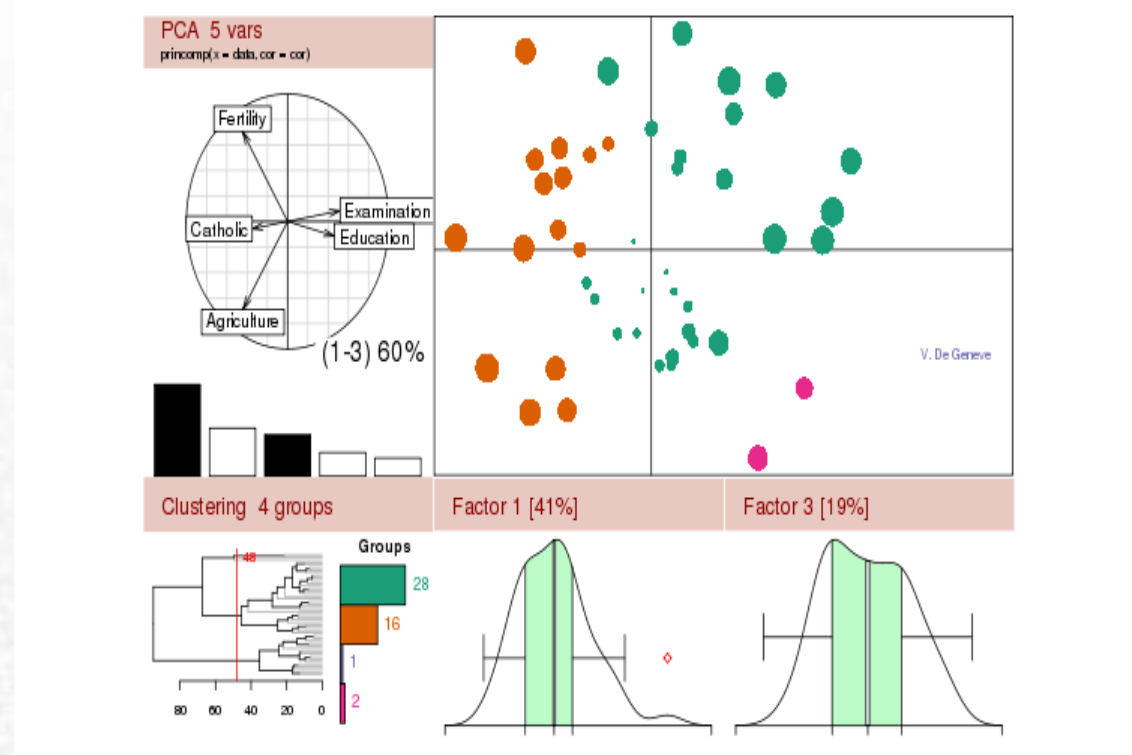 PCA 5 vars
princomp(x = data, cor = cor)
Fertility
Examination
Catholic
Education
Agriculture
(1-3) 60%
V. De Geneve
Clustering 4 groups
Factor 1 [41%]
Factor 3 [19%]
48
Groups
28
16
1
2
80 60 40 20 0